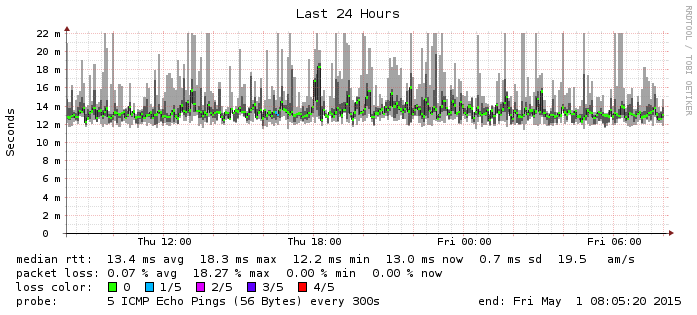 Last 24 Hours
RRDTOOL / TOBI OETIKER
Seconds
22 m
20 m
18 m
16 m
14 m
12 m
10 m
8 m
6 m
4 m
2 m
0
Thu 12:00 Thu 18:00 Fri 00:00 Fri 06:00
median rtt: 13.4 ms avg 18.3 ms max 12.2 ms min 13.0 ms now 0.7 ms sd 19.5 am/s
packet loss: 0.07 % avg 18.27 % max 0.00 % min 0.00 % now
loss color: 0 1/5 2/5 3/5 4/5
probe: 5 ICMP Echo Pings (56 Bytes) every 300s end: Fri May 1 08:05:20 2015